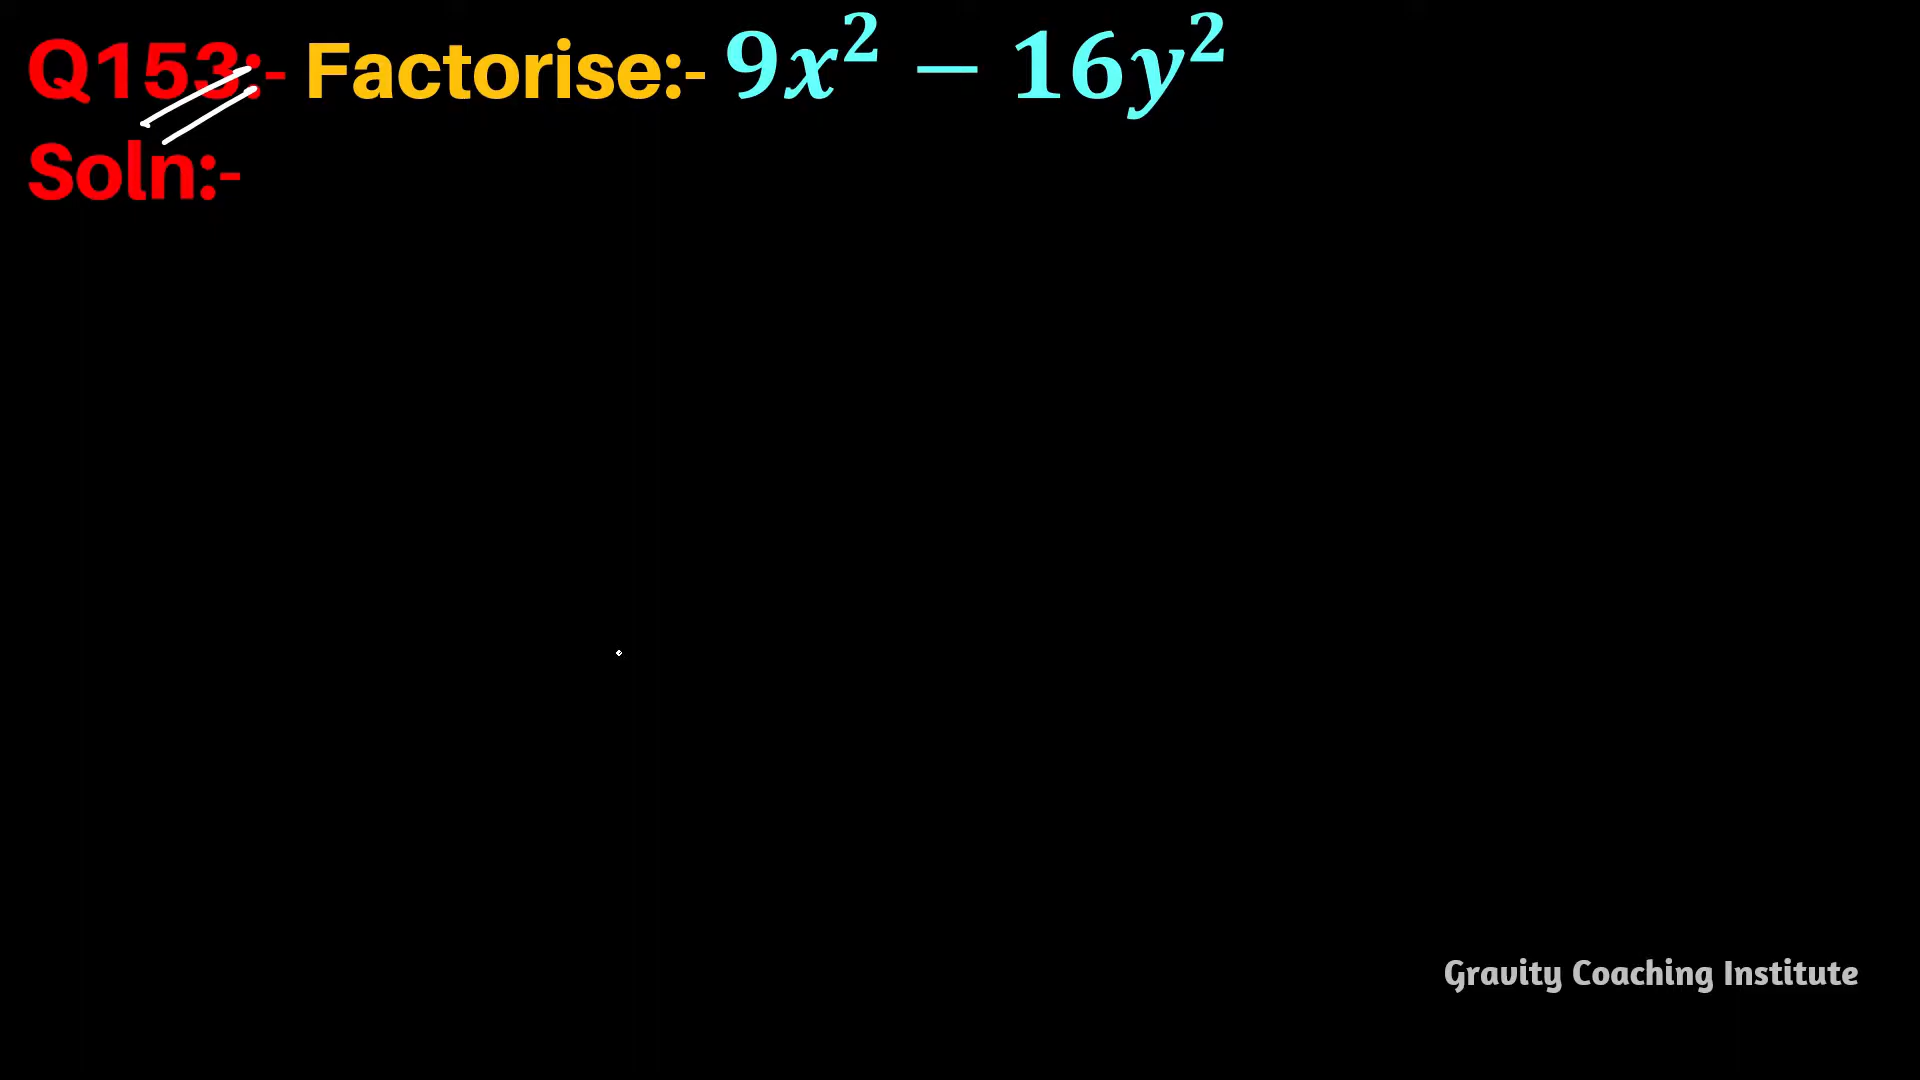 Q153:- Factorise:- 9x² − 16y²
Soln:-
Gravity Coaching Institute